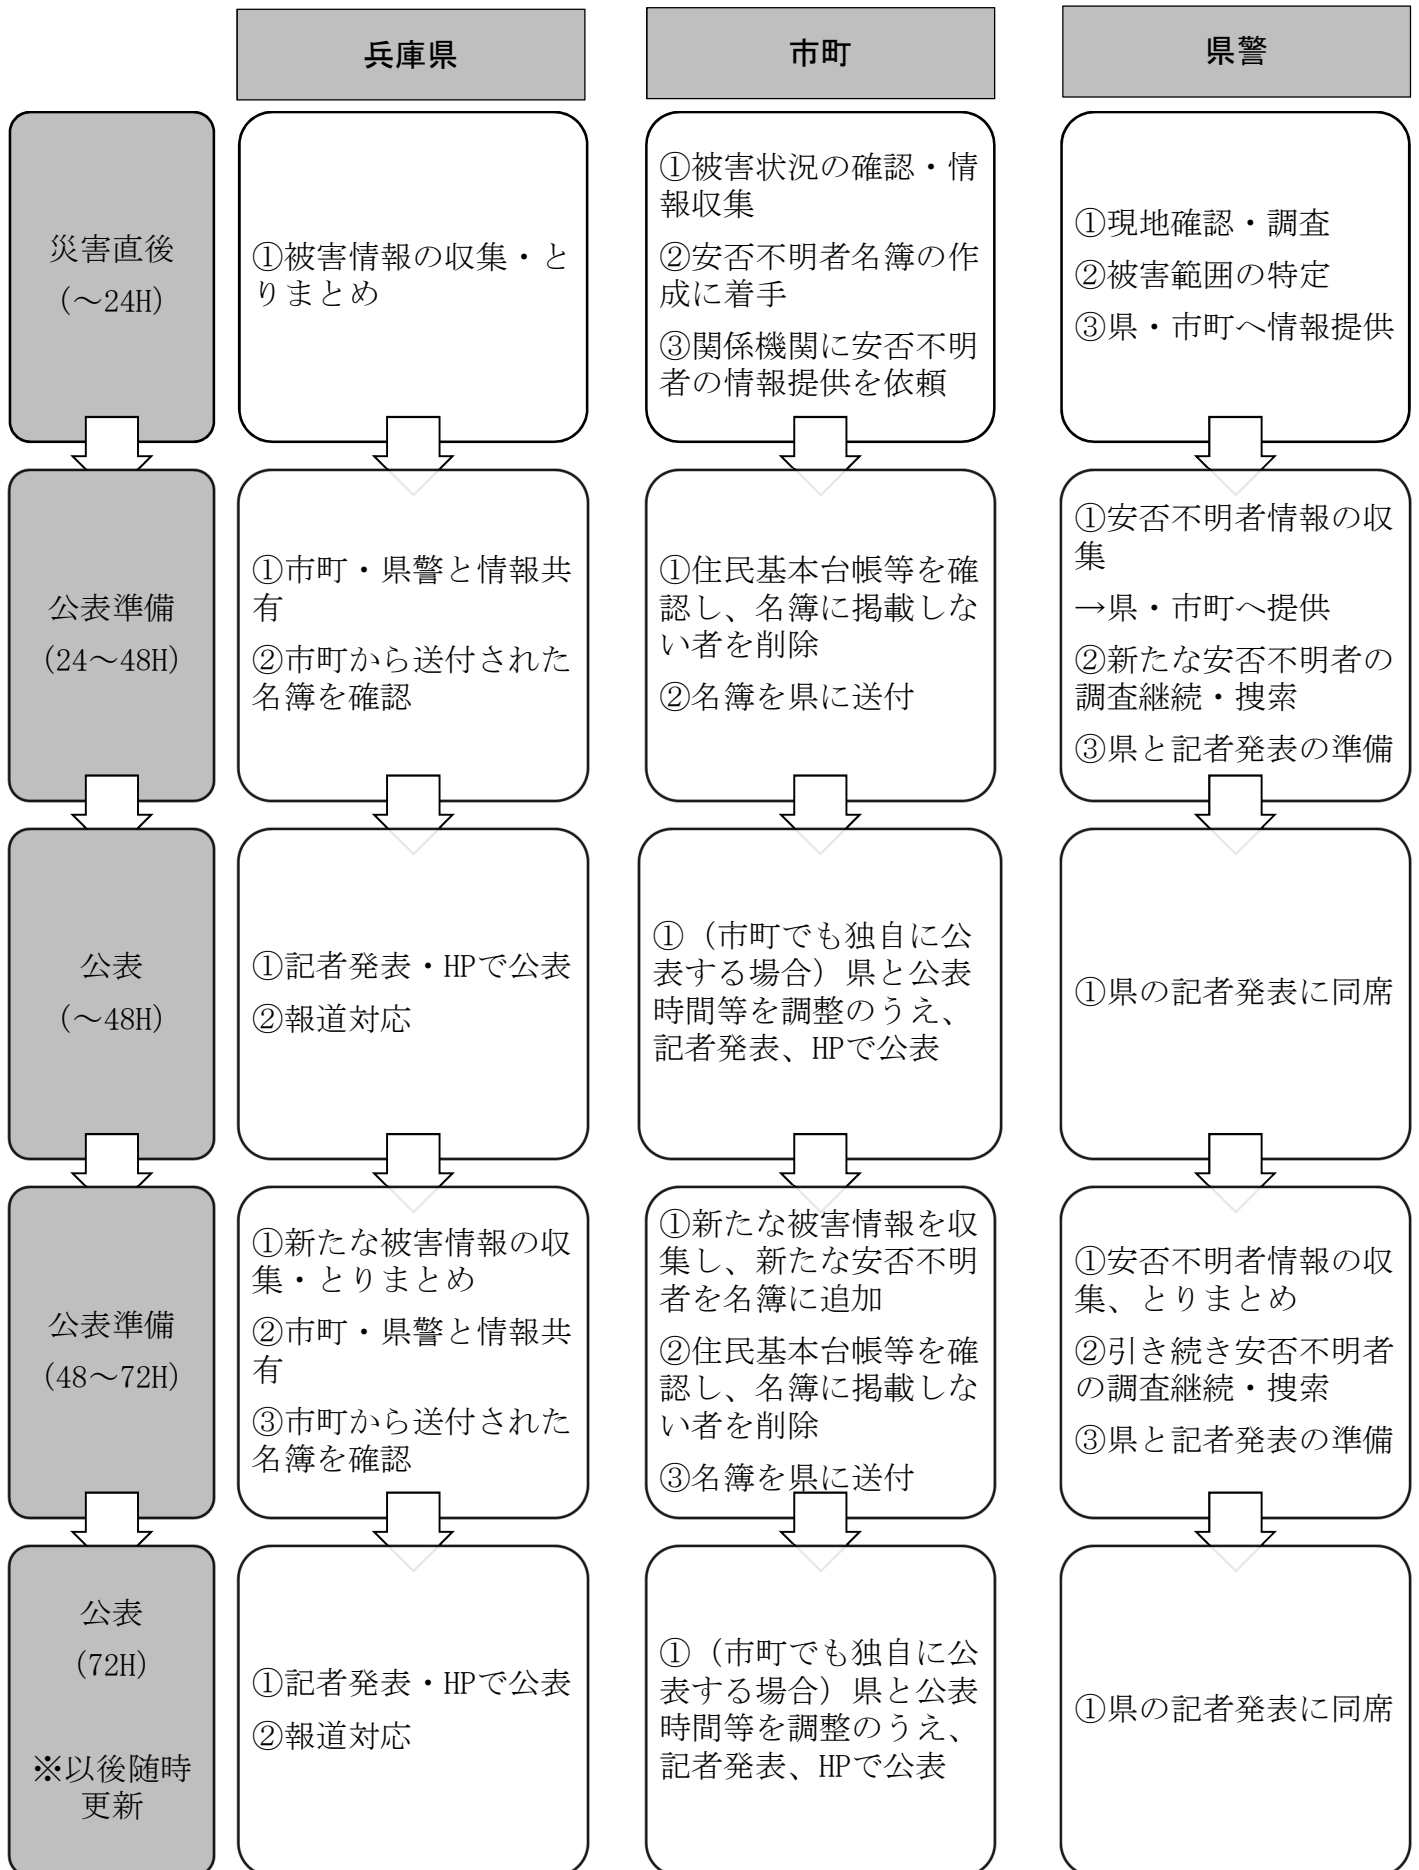 兵庫県
市町
県警
災害直後
(～24H)
①被害情報の収集・と
りまとめ
①被害状況の確認・情
報収集
②安否不明者名簿の作
成に着手
③関係機関に安否不明
者の情報提供を依頼
①現地確認・調査
②被害範囲の特定
③県・市町へ情報提供
公表準備
(24～48H)
①市町・県警と情報共
有
②市町から送付された
名簿を確認
①住民基本台帳等を確
認し、名簿に掲載しな
い者を削除
②名簿を県に送付
①安否不明者情報の収
集
→県・市町へ提供
②新たな安否不明者の
調査継続・捜索
③県と記者発表の準備
公表
(～48H)
①記者発表・HPで公表
②報道対応
①（市町でも独自に公
表する場合）県と公表
時間等を調整のうえ、
記者発表、HPで公表
①県の記者発表に同席
公表準備
(48～72H)
①新たな被害情報の収
集・とりまとめ
②市町・県警と情報共
有
③市町から送付された
名簿を確認
①新たな被害情報を収
集し、新たな安否不明
者を名簿に追加
②住民基本台帳等を確
認し、名簿に掲載しな
い者を削除
③名簿を県に送付
①安否不明者情報の収
集、とりまとめ
②引き続き安否不明者
の調査継続・捜索
③県と記者発表の準備
公表
(72H)
※以後随時
更新
①記者発表・HPで公表
②報道対応
①（市町でも独自に公
表する場合）県と公表
時間等を調整のうえ、
記者発表、HPで公表
①県の記者発表に同席